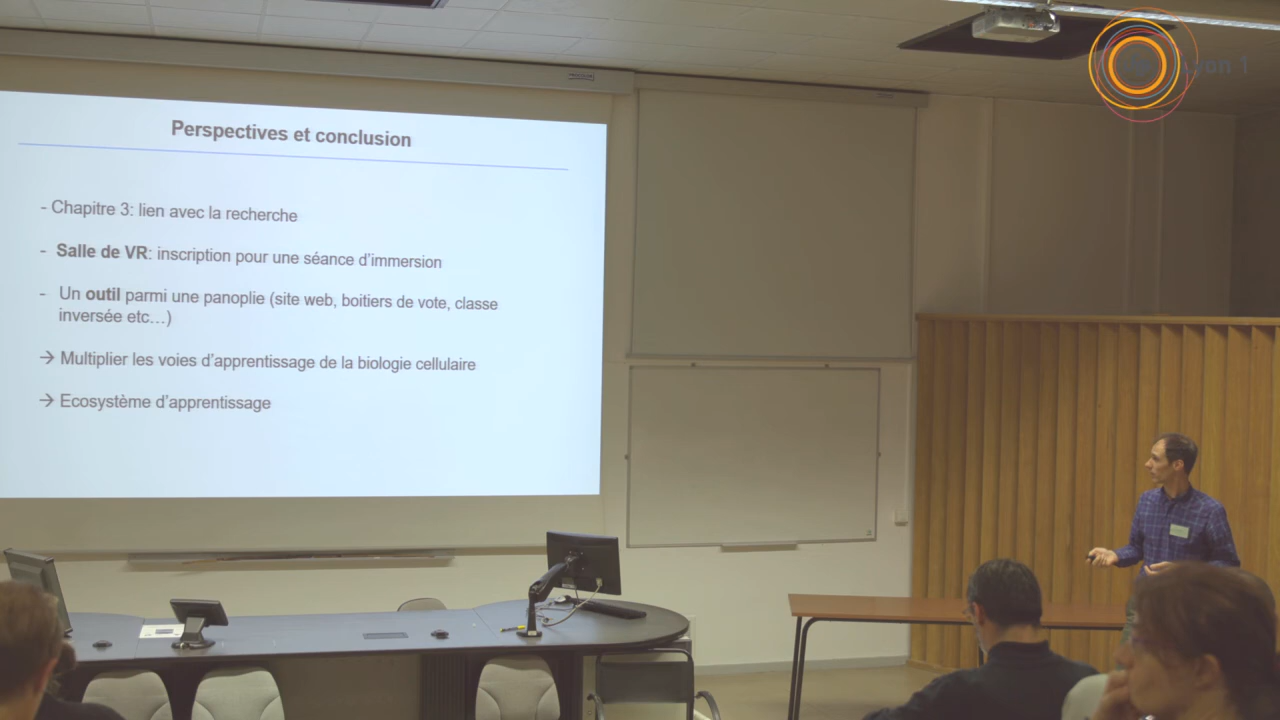 Lyon 1
Perspectives et conclusion
- Chapitre 3: lien avec la recherche
- Salle de VR: inscription pour une séance d'immersion
- Un outil parmi une panoplie (site web, boitiers de vote, classe
inversée etc…)
→ Multiplier les voies d'apprentissage de la biologie cellulaire
→ Ecosystème d'apprentissage